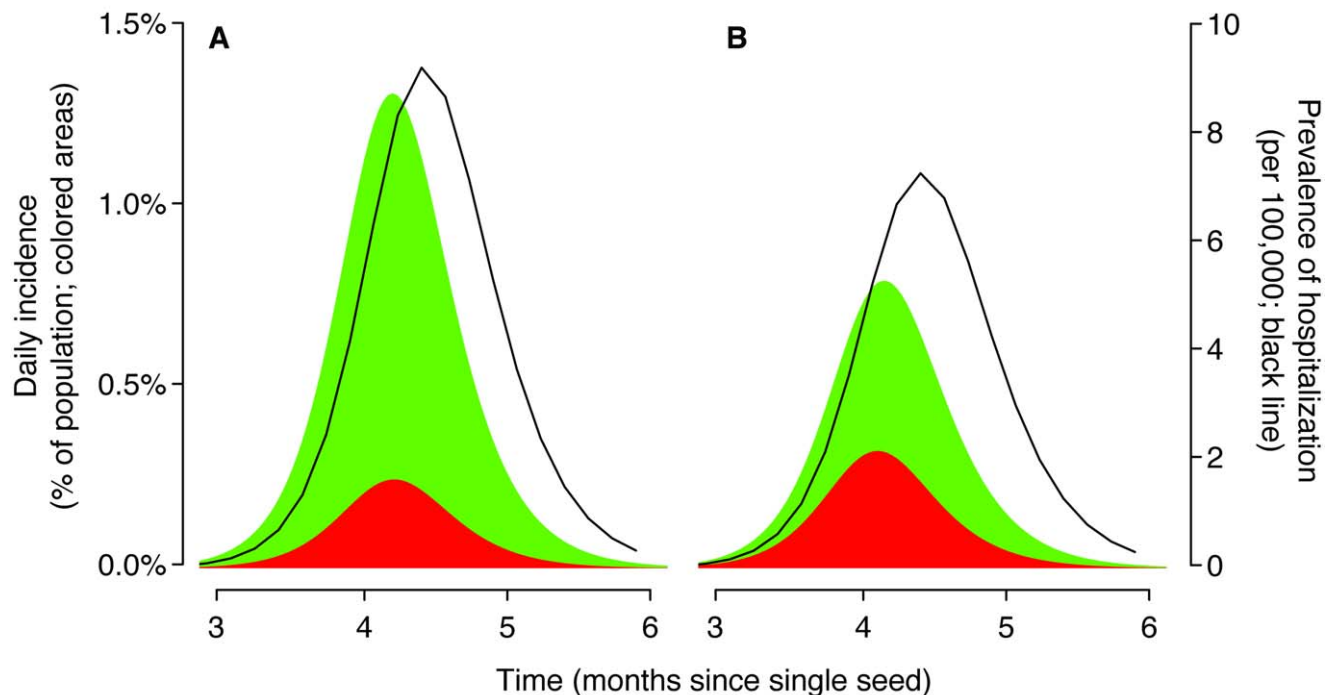 A
B
1.5%
1.0%
0.5%
0.0%
Daily incidence
(% of population; colored areas)
10
8
6
4
2
0
Prevalence of hospitalization
(per 100,000; black line)
3 4 5 6
3 4 5 6
Time (months since single seed)